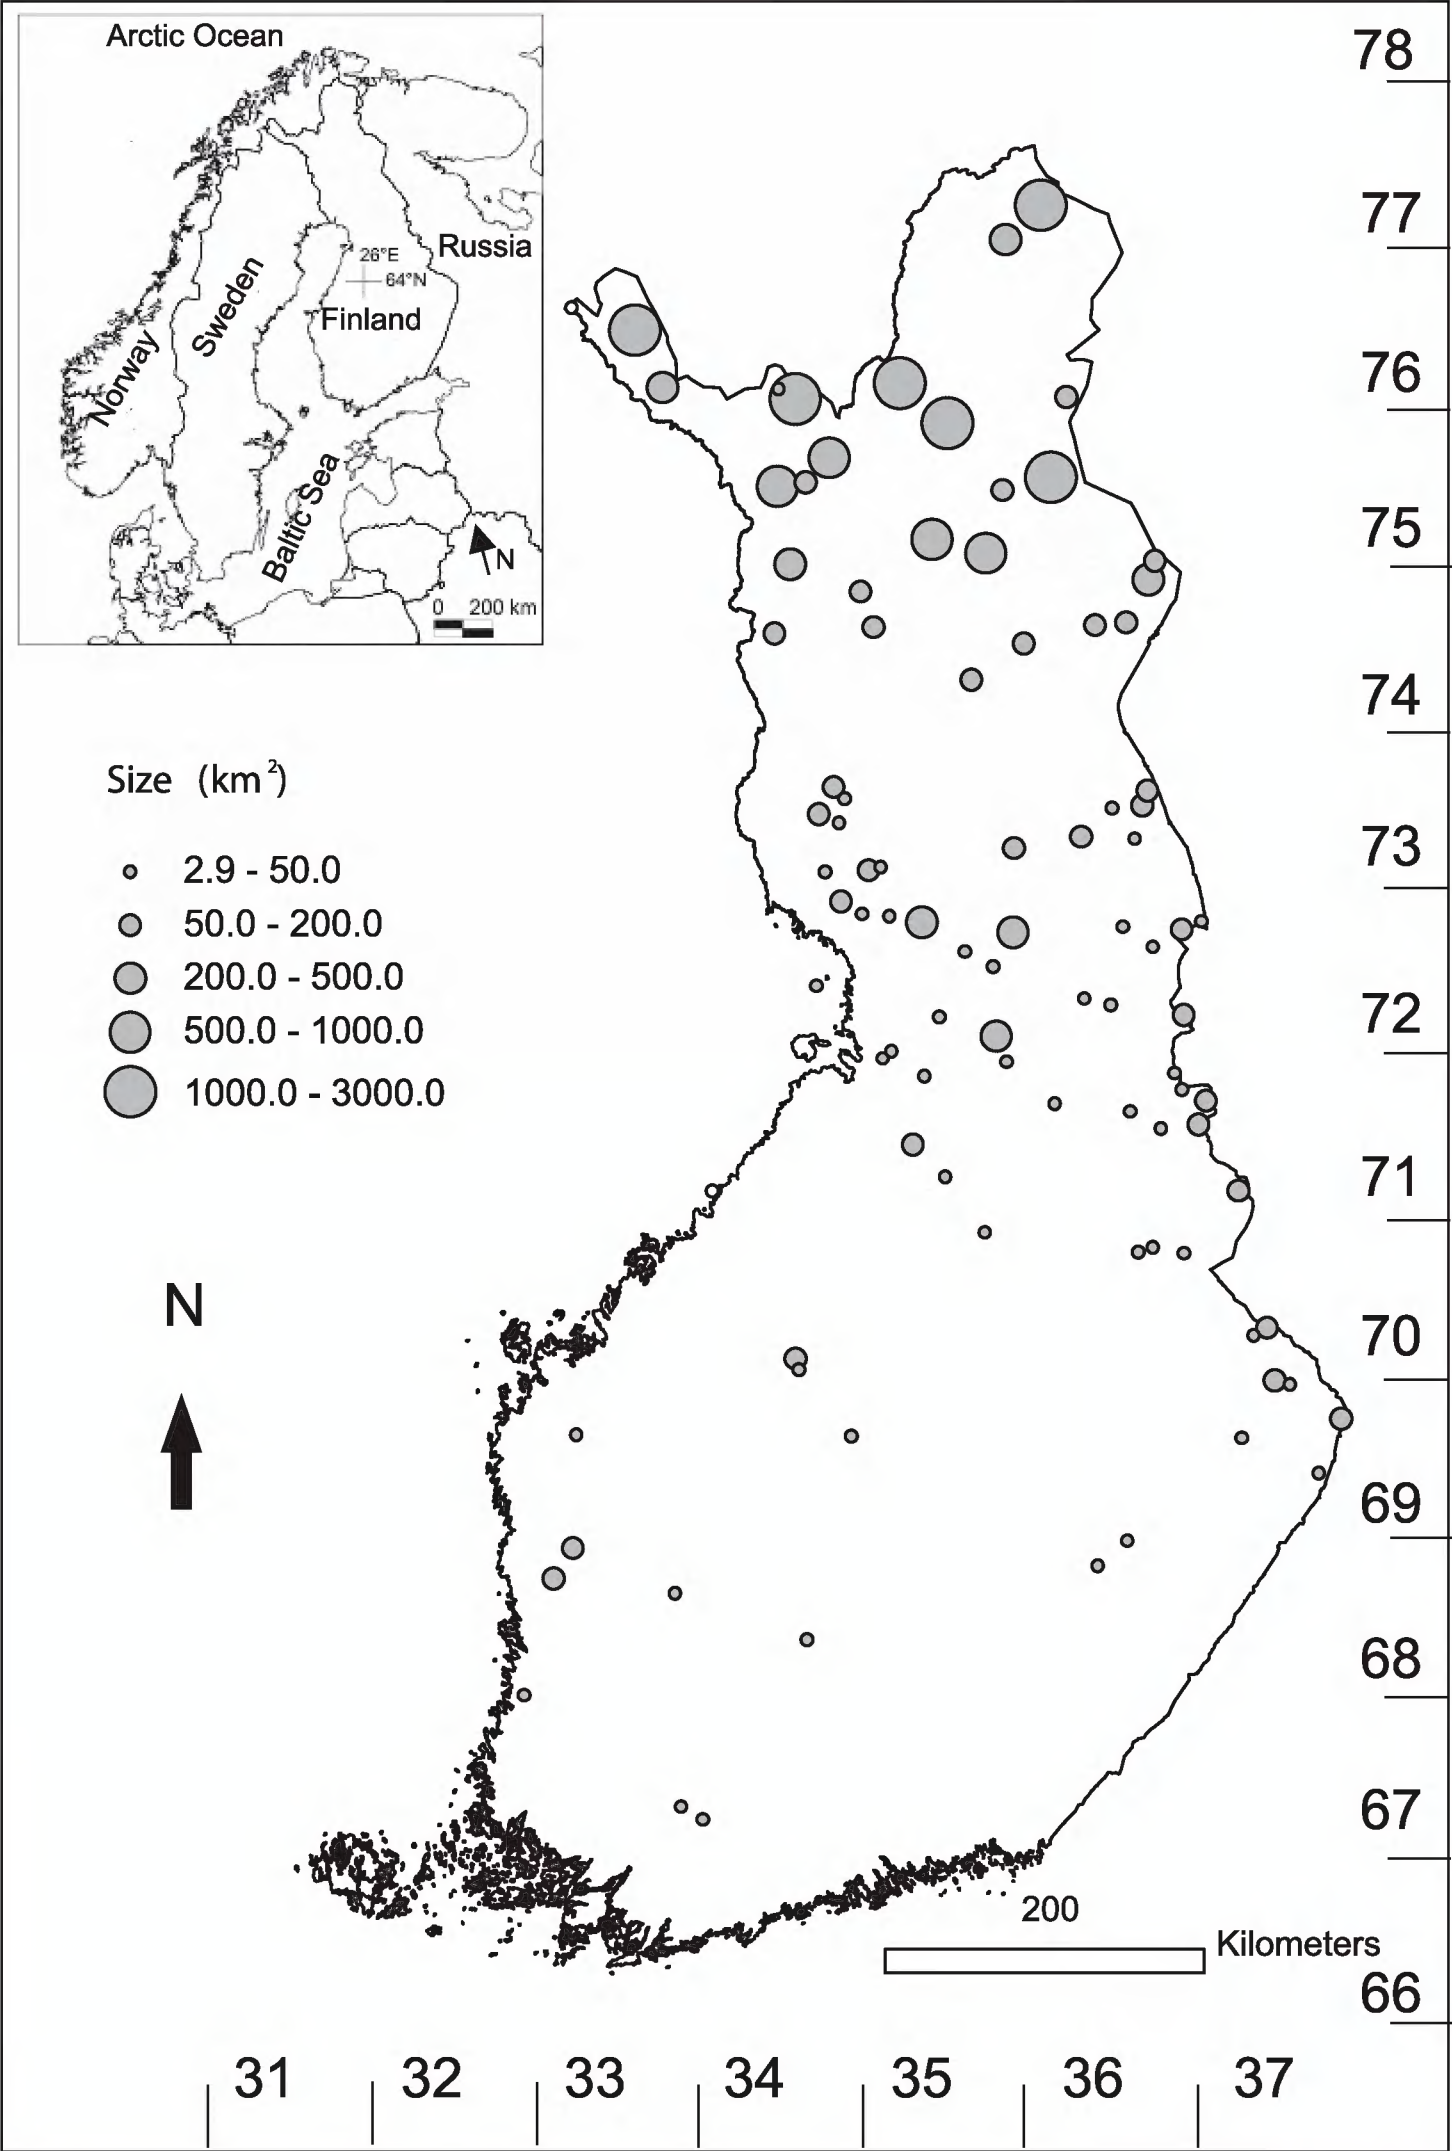 Arctic Ocean
Russia
26°E
64°N
Sweden
Finland
Norway
Baltic Sea
N
0 200 km
78
77
76
75
74
73
72
71
70
69
68
67
66
Size (km²)
2.9 - 50.0
50.0 - 200.0
200.0 - 500.0
500.0 - 1000.0
1000.0 - 3000.0
N
200
Kilometers
31 32 33 34 35 36 37